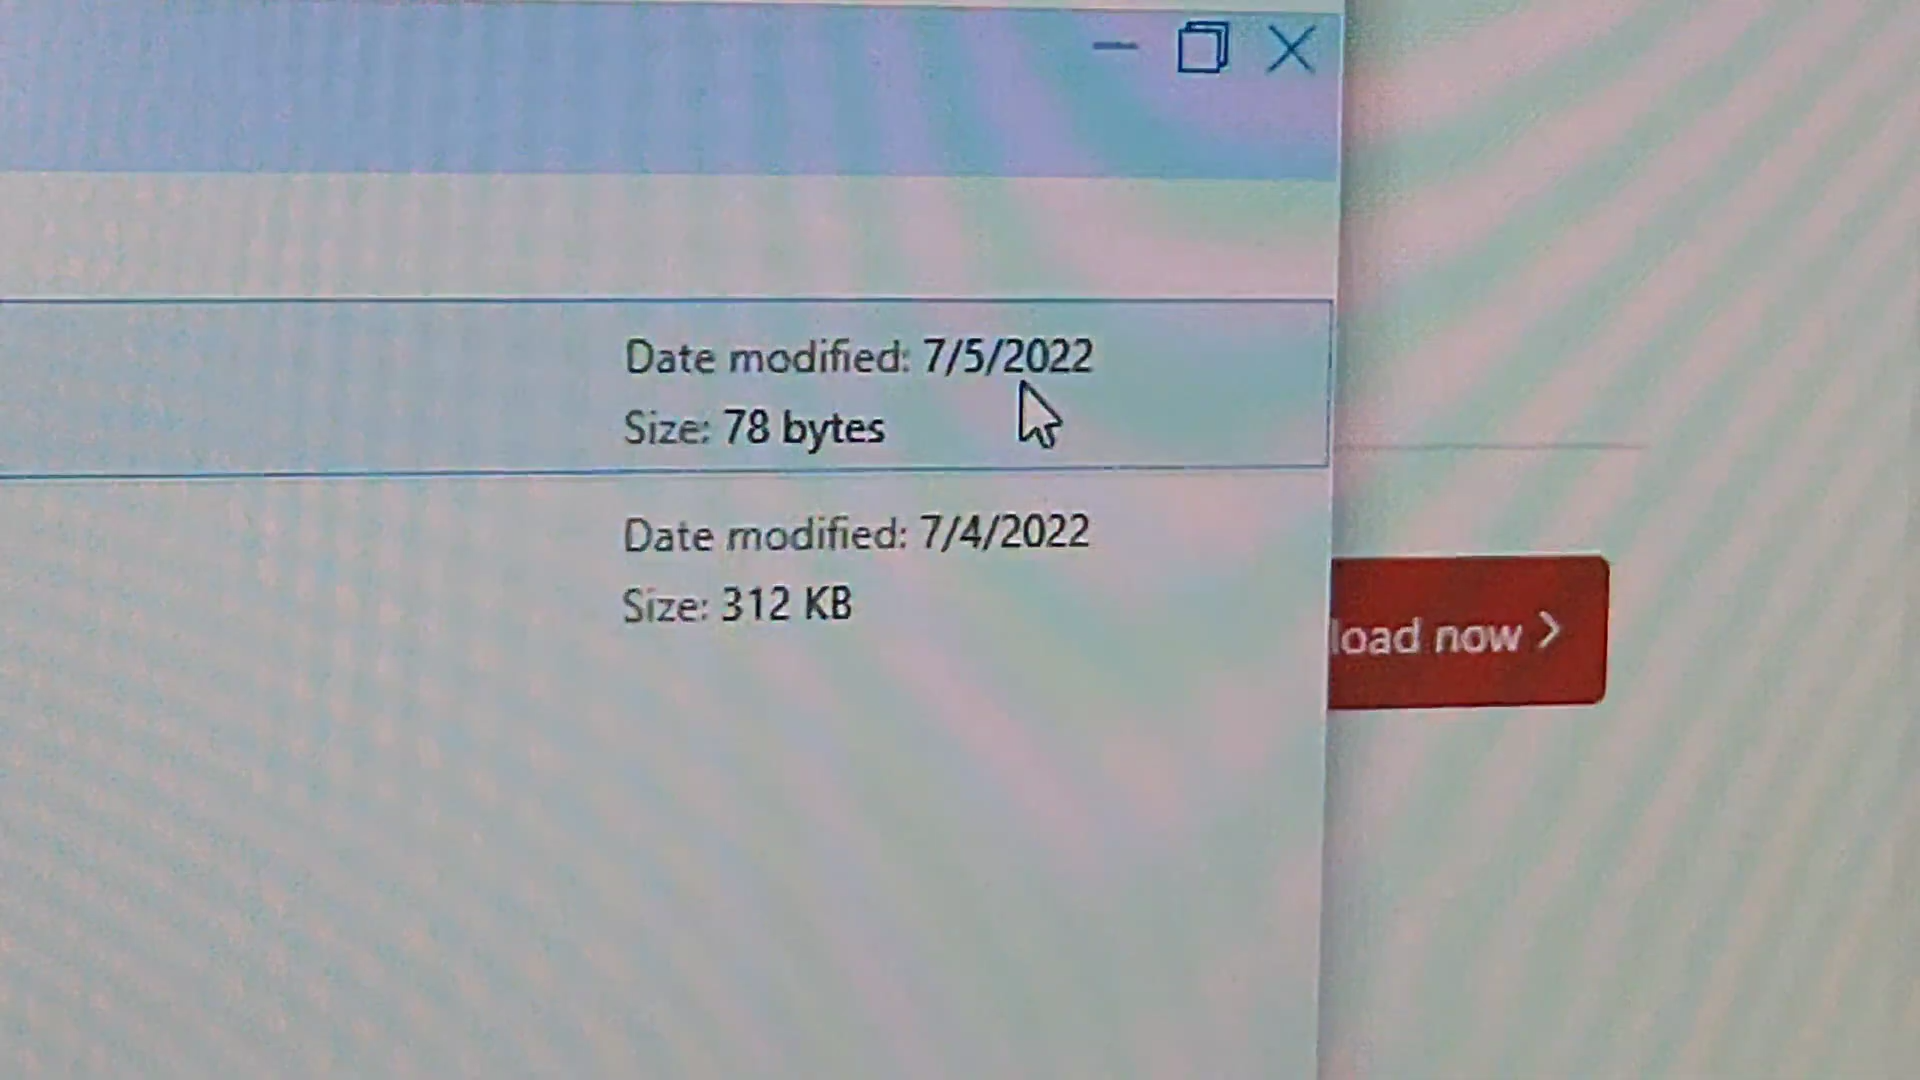 Date modified: 7/5/2022
Size: 78 bytes
Date modified: 7/4/2022
Size: 312 KB
load now >